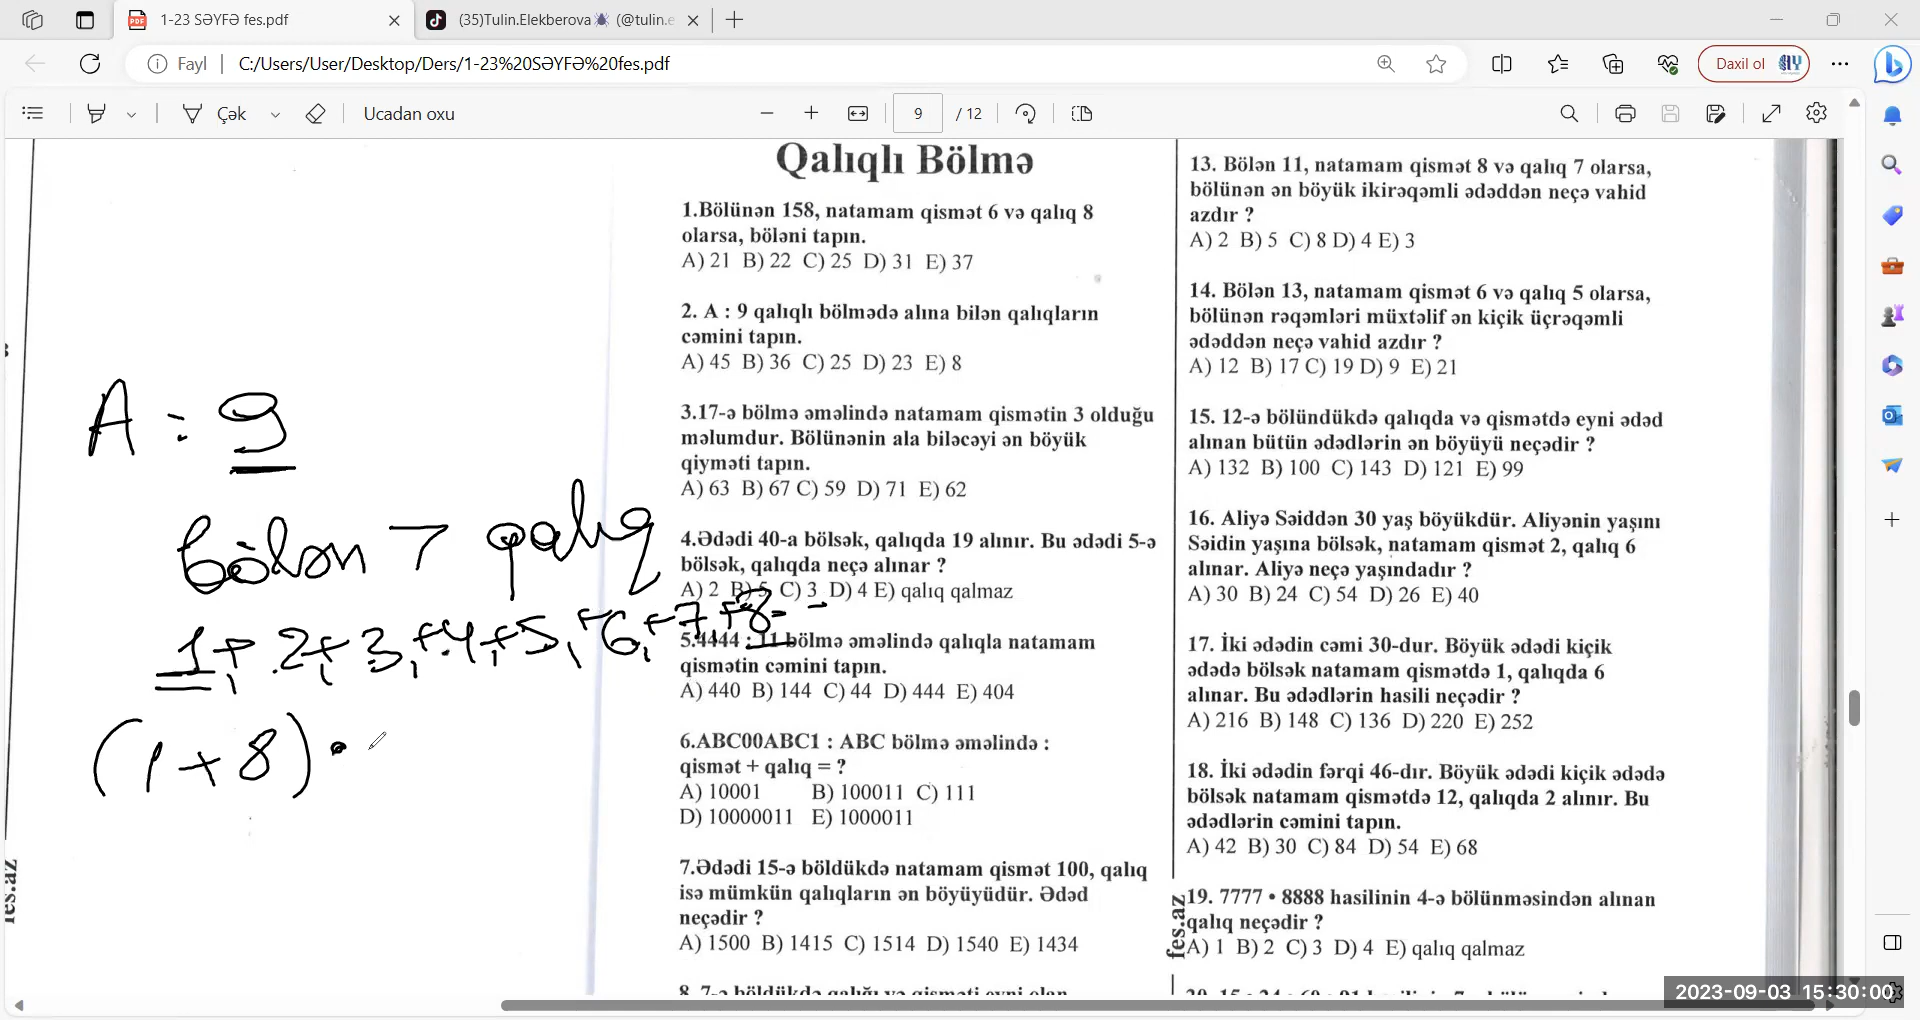 1-23 SƏYFƏ fes.pdf
(35)Tulin.Elekberova🕷 (@tulin.e
Fayl
C:/Users/User/Desktop/Ders/1-23%20SƏYFƏ%20fes.pdf
Daxil ol
Çək
Ucadan oxu
9 / 12
Qalıqlı Bölmə
1.Bölünən 158, natamam qismət 6 və qalıq 8
olarsa, böləni tapın.
A) 21 B) 22 C) 25 D) 31 E) 37
2. A : 9 qalıqlı bölmədə alına bilən qalıqların
cəmini tapın.
A) 45 B) 36 C) 25 D) 23 E) 8
3.17-ə bölmə əməlində natamam qismətin 3 olduğu
məlumdur. Bölünənin ala biləcəyi ən böyük
qiyməti tapın.
A) 63 B) 67 C) 59 D) 71 E) 62
4.Ədədi 40-a bölsək, qalıqda 19 alınır. Bu ədədi 5-ə
bölsək, qalıqda neçə alınar ?
A) 2 B) 5 C) 3 D) 4 E) qalıq qalmaz
5.4444 : 11 bölmə əməlində qalıqla natamam
qismətin cəmini tapın.
A) 440 B) 144 C) 44 D) 444 E) 404
6.ABC00ABC1 : ABC bölmə əməlində :
qismət + qalıq = ?
A) 10001 B) 100011 C) 111
D) 10000011 E) 1000011
7.Ədədi 15-ə böldükdə natamam qismət 100, qalıq
isə mümkün qalıqların ən böyüyüdür. Ədəd
neçədir ?
A) 1500 B) 1415 C) 1514 D) 1540 E) 1434
13. Bölən 11, natamam qismət 8 və qalıq 7 olarsa,
bölünən ən böyük ikirəqəmli ədəddən neçə vahid
azdır ?
A) 2 B) 5 C) 8 D) 4 E) 3
14. Bölən 13, natamam qismət 6 və qalıq 5 olarsa,
bölünən rəqəmləri müxtəlif ən kiçik üçrəqəmli
ədəddən neçə vahid azdır ?
A) 12 B) 17 C) 19 D) 9 E) 21
15. 12-ə bölündükdə qalıqda və qismətdə eyni ədəd
alınan bütün ədədlərin ən böyüyü neçədir ?
A) 132 B) 100 C) 143 D) 121 E) 99
16. Aliyə Səiddən 30 yaş böyükdür. Aliyənin yaşını
Səidin yaşına bölsək, natamam qismət 2, qalıq 6
alınar. Aliyə neçə yaşındadır ?
A) 30 B) 24 C) 54 D) 26 E) 40
17. İki ədədin cəmi 30-dur. Böyük ədədi kiçik
ədədə bölsək natamam qismətdə 1, qalıqda 6
alınar. Bu ədədlərin hasili neçədir ?
A) 216 B) 148 C) 136 D) 220 E) 252
18. İki ədədin fərqi 46-dır. Böyük ədədi kiçik ədədə
bölsək natamam qismətdə 12, qalıqda 2 alınır. Bu
ədədlərin cəmini tapın.
A) 42 B) 30 C) 84 D) 54 E) 68
19. 7777 • 8888 hasilinin 4-ə bölünməsindən alınan
qalıq neçədir ?
A) 1 B) 2 C) 3 D) 4 E) qalıq qalmaz
A : 9
bölən 7 qalıq
1, + 2, + 3, + 4, + 5, + 6, + 7, + 8 =
(1 + 8) •
fes.az
fes.az
2023-09-03 15:30:00